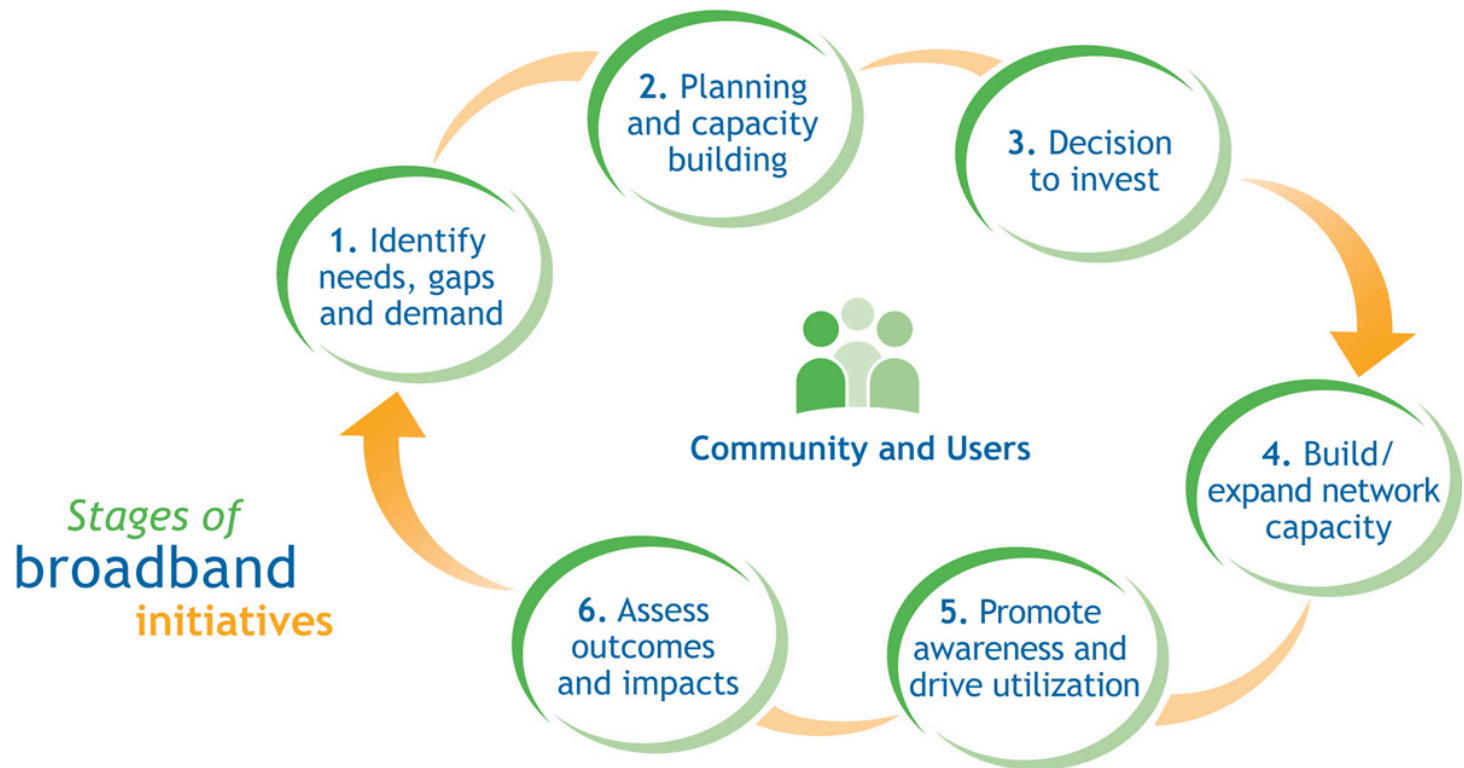 1. Identify
needs, gaps
and demand
2. Planning
and capacity
building
3. Decision
to invest
4. Build/
expand network
capacity
5. Promote
awareness and
drive utilization
6. Assess
outcomes
and impacts
Community and Users
Stages of
broadband
initiatives